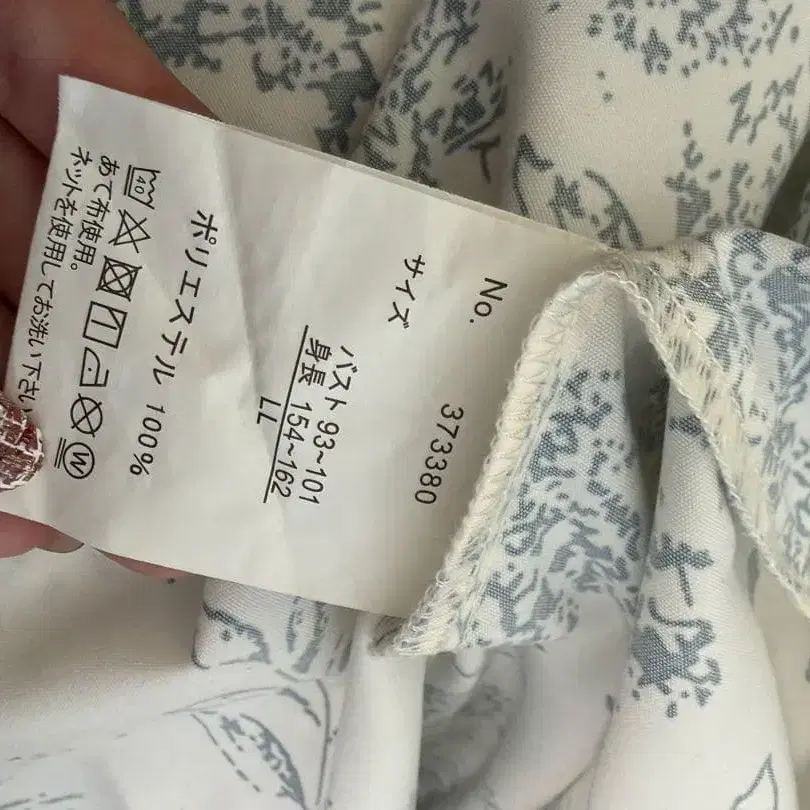 No. 373380
サイズ
バスト 93~101
身長 154~162
LL
ポリエステル 100%
40
W
あて布使用。
ネットを使用してお洗い下さい